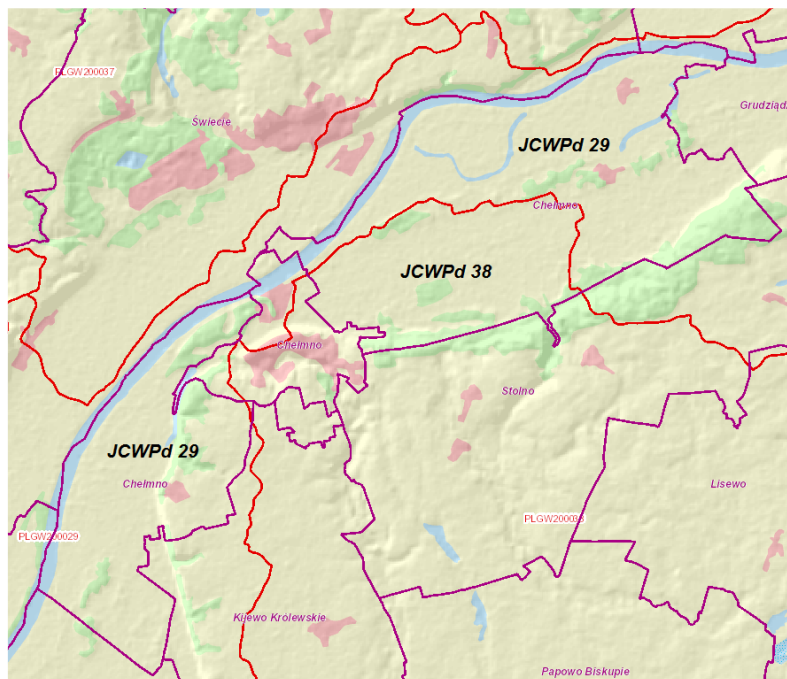 PLGW200037
Świecie
Grudziądz
JCWPd 29
Chełmno
JCWPd 38
Chełmno
Stolno
JCWPd 29
Chełmno
Lisewo
PLGW200029
Kijewo Królewskie
Papowo Biskupie